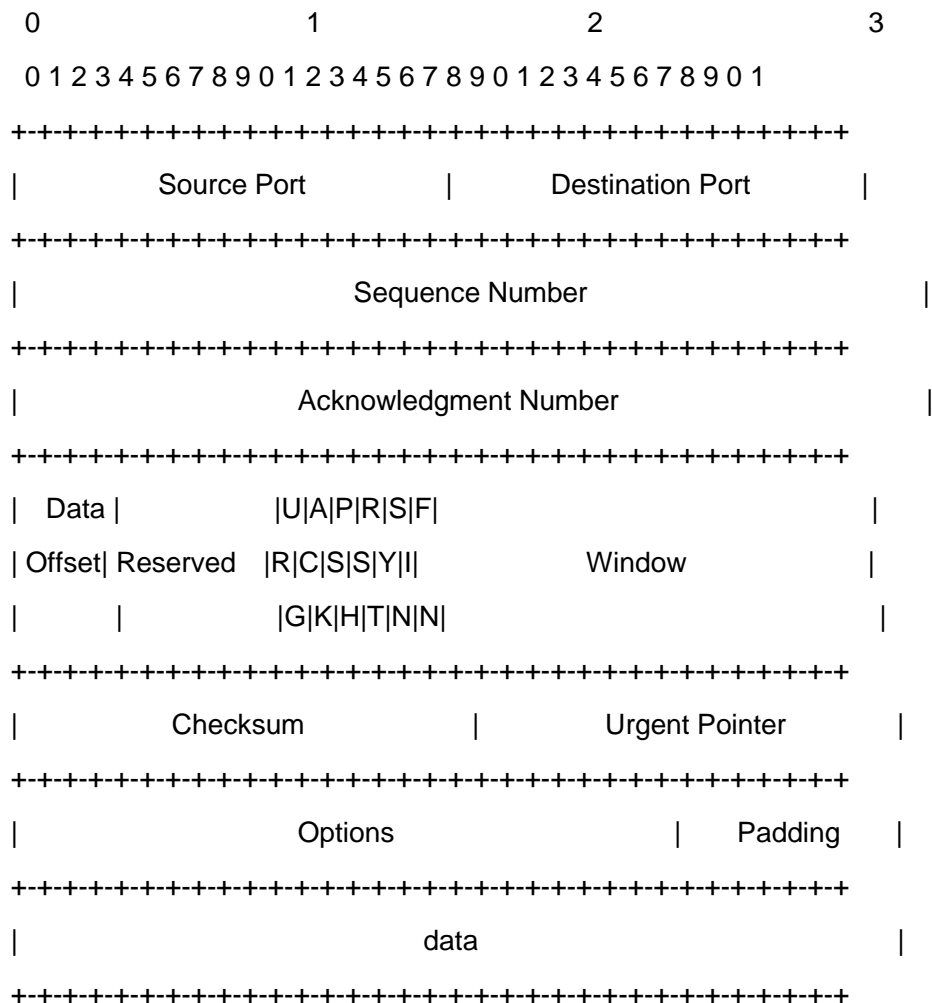 0 1 2 3
0 1 2 3 4 5 6 7 8 9 0 1 2 3 4 5 6 7 8 9 0 1 2 3 4 5 6 7 8 9 0 1
+-+-+-+-+-+-+-+-+-+-+-+-+-+-+-+-+-+-+-+-+-+-+-+-+-+-+-+-+-+-+-+-+
| Source Port | Destination Port |
+-+-+-+-+-+-+-+-+-+-+-+-+-+-+-+-+-+-+-+-+-+-+-+-+-+-+-+-+-+-+-+-+
| Sequence Number |
+-+-+-+-+-+-+-+-+-+-+-+-+-+-+-+-+-+-+-+-+-+-+-+-+-+-+-+-+-+-+-+-+
| Acknowledgment Number |
+-+-+-+-+-+-+-+-+-+-+-+-+-+-+-+-+-+-+-+-+-+-+-+-+-+-+-+-+-+-+-+-+
| Data | |U|A|P|R|S|F| |
| Offset| Reserved |R|C|S|S|Y|I| Window |
| | |G|K|H|T|N|N| |
+-+-+-+-+-+-+-+-+-+-+-+-+-+-+-+-+-+-+-+-+-+-+-+-+-+-+-+-+-+-+-+-+
| Checksum | Urgent Pointer |
+-+-+-+-+-+-+-+-+-+-+-+-+-+-+-+-+-+-+-+-+-+-+-+-+-+-+-+-+-+-+-+-+
| Options | Padding |
+-+-+-+-+-+-+-+-+-+-+-+-+-+-+-+-+-+-+-+-+-+-+-+-+-+-+-+-+-+-+-+-+
| data |
+-+-+-+-+-+-+-+-+-+-+-+-+-+-+-+-+-+-+-+-+-+-+-+-+-+-+-+-+-+-+-+-+